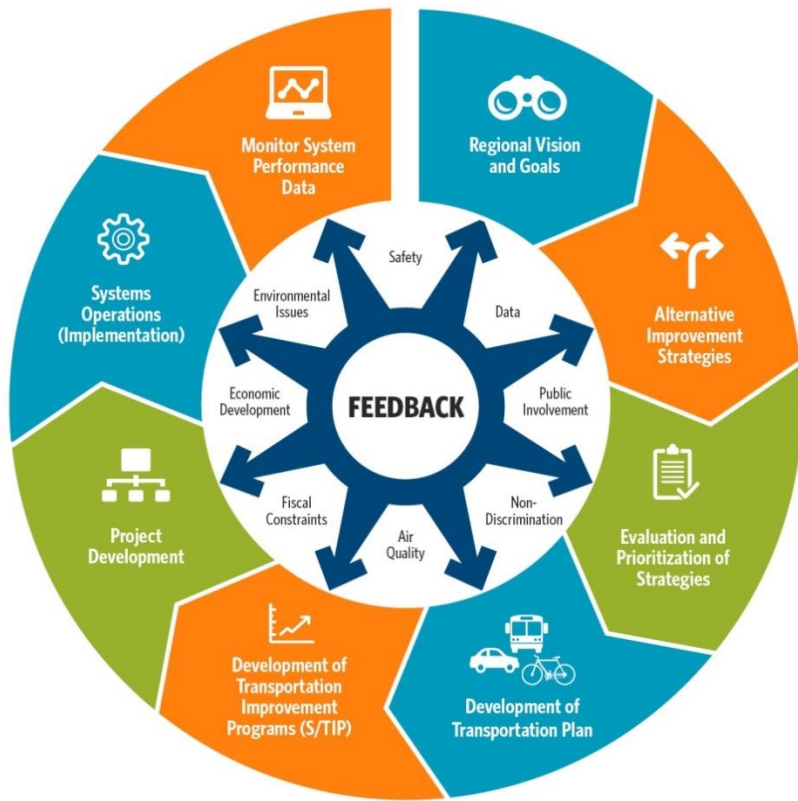 Regional Vision
and Goals
Alternative
Improvement
Strategies
Evaluation and
Prioritization of
Strategies
Development of
Transportation Plan
Development of
Transportation
Improvement
Programs (S/TIP)
Project
Development
Systems
Operations
(Implementation)
Monitor System
Performance
Data
Safety
Data
Public
Involvement
Non-
Discrimination
Air
Quality
Fiscal
Constraints
Economic
Development
Environmental
Issues
FEEDBACK